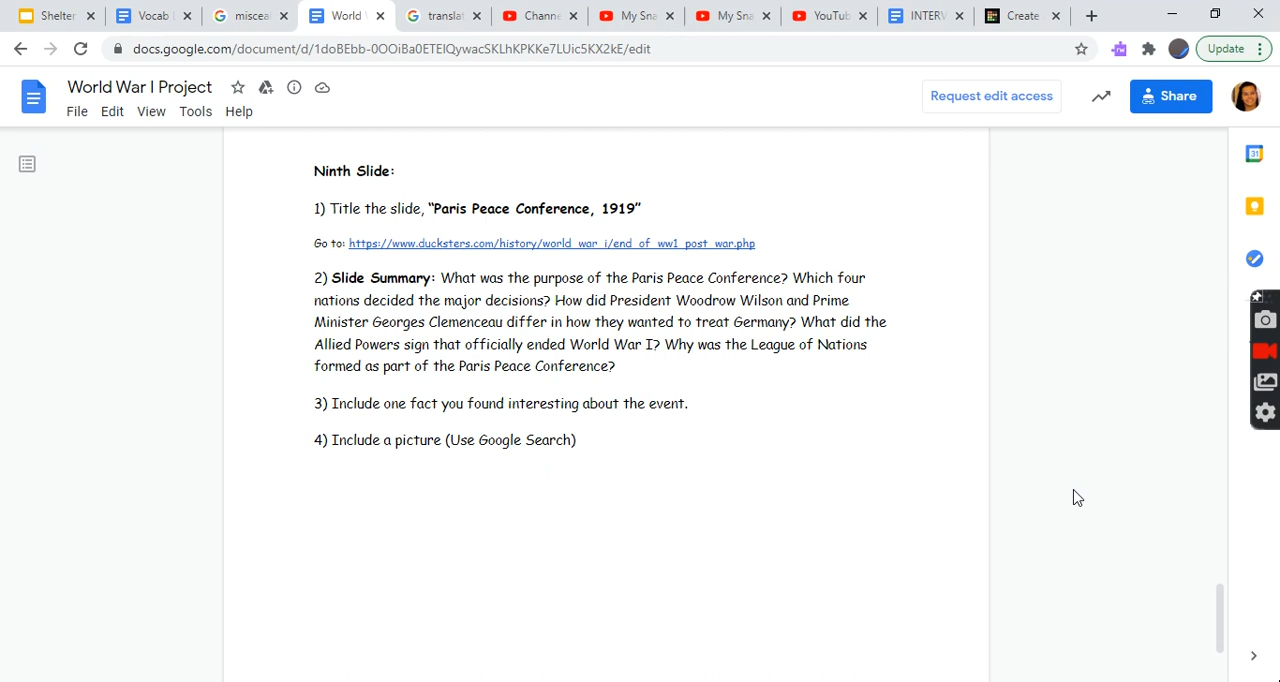 Shelter
Vocab
misceal
World W
translat
Channe
My Sna
My Sna
YouTub
INTERV
Create
docs.google.com/document/d/1doBEbb-0OOiBa0ETEIQywacSKLhKPKKe7LUic5KX2kE/edit
Update
World War I Project
File Edit View Tools Help
Request edit access
Share
31
Ninth Slide:
1) Title the slide, “Paris Peace Conference, 1919”
Go to: https://www.ducksters.com/history/world_war_i/end_of_ww1_post_war.php
2) Slide Summary: What was the purpose of the Paris Peace Conference? Which four
nations decided the major decisions? How did President Woodrow Wilson and Prime
Minister Georges Clemenceau differ in how they wanted to treat Germany? What did the
Allied Powers sign that officially ended World War I? Why was the League of Nations
formed as part of the Paris Peace Conference?
3) Include one fact you found interesting about the event.
4) Include a picture (Use Google Search)